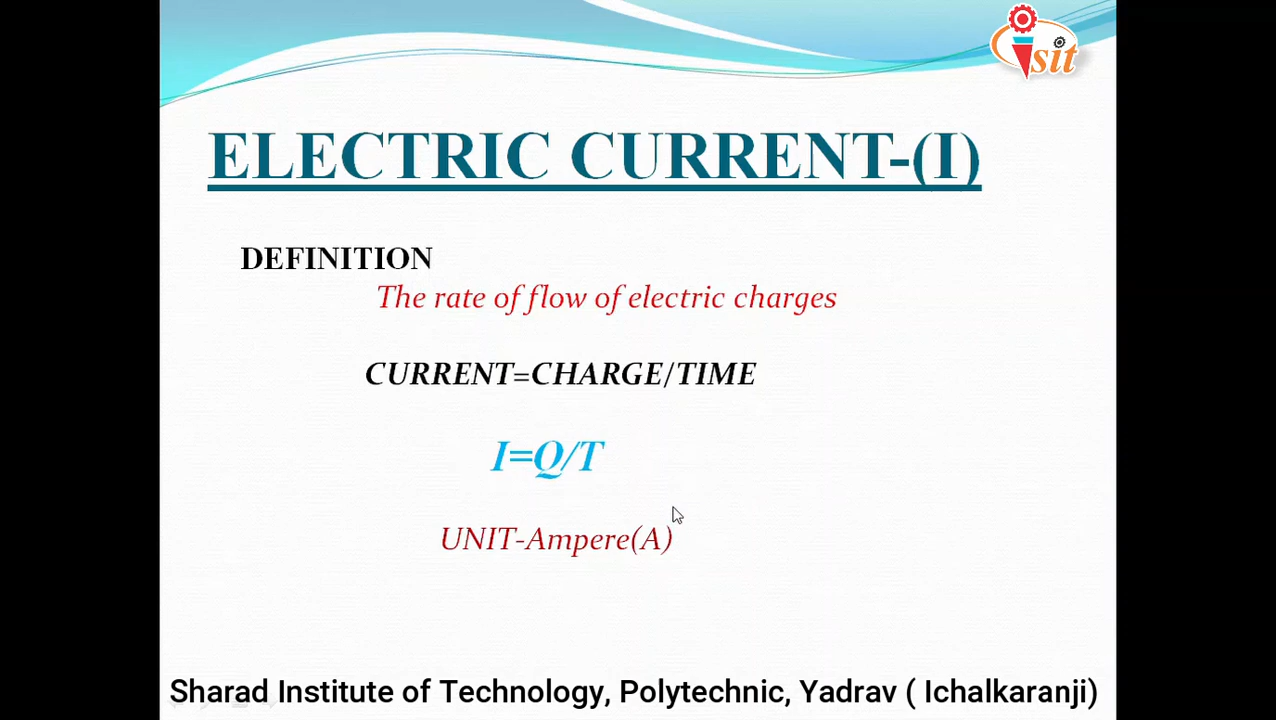 sit
ELECTRIC CURRENT-(I)
DEFINITION
The rate of flow of electric charges
CURRENT=CHARGE/TIME
I=Q/T
UNIT-Ampere(A)
Sharad Institute of Technology, Polytechnic, Yadrav ( Ichalkaranji)